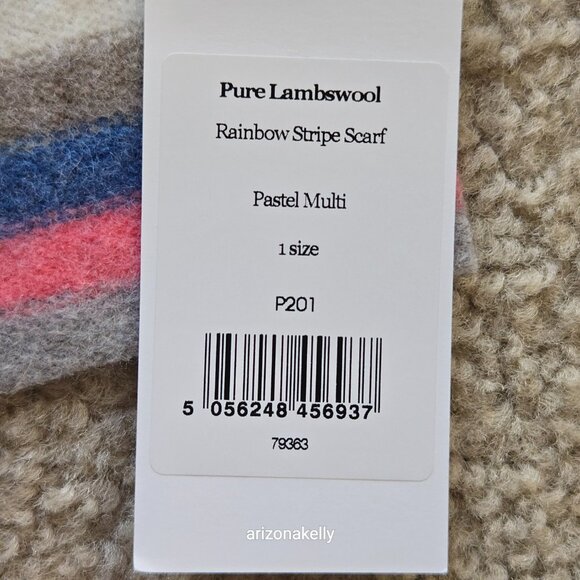 Pure Lambswool
Rainbow Stripe Scarf
Pastel Multi
1 size
P201
5 056248 456937
79363
arizonakelly